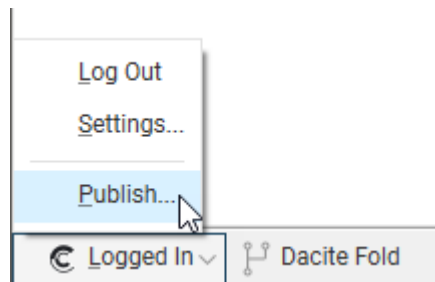 Log Out
Settings...
Publish...
Logged In
Dacite Fold